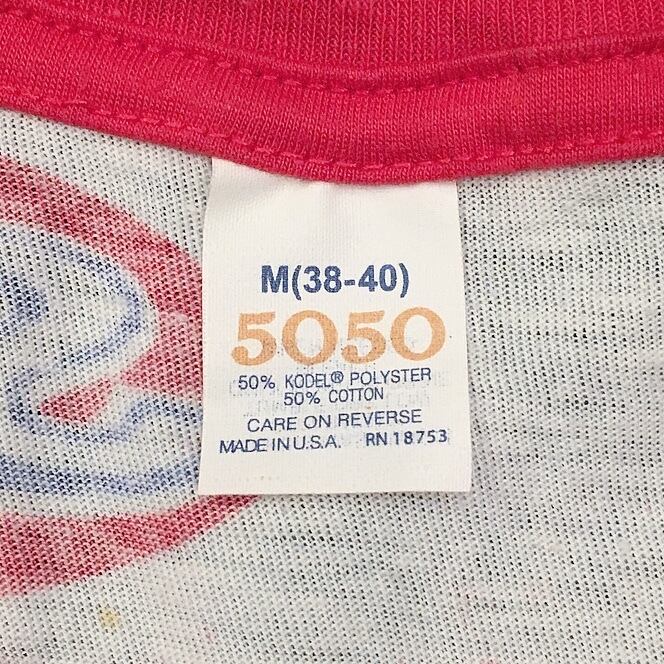 M(38-40)
5050
50% KODEL® POLYSTER
50% COTTON
CARE ON REVERSE
MADE IN U.S.A. RN 18753